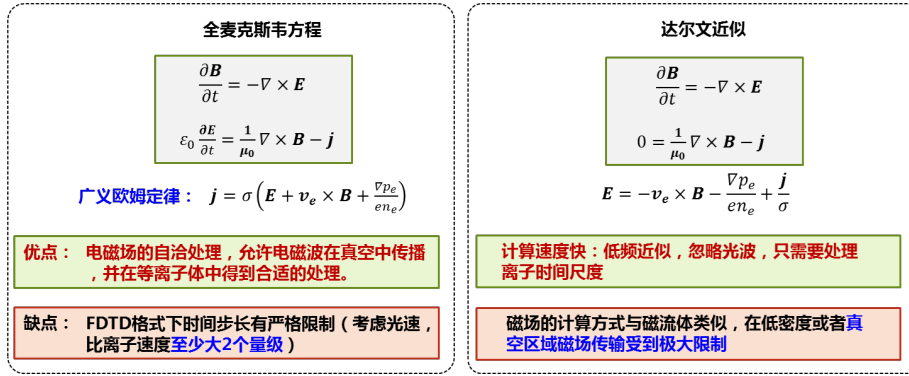 全麦克斯韦方程
∂B/∂t = −∇ × E
ε₀ ∂E/∂t = 1/μ₀ ∇ × B − j
广义欧姆定律： j = σ(E + vₑ × B + ∇pₑ/enₑ)
优点： 电磁场的自洽处理，允许电磁波在真空中传播
，并在等离子体中得到合适的处理。
缺点： FDTD格式下时间步长有严格限制（考虑光速，
比离子速度至少大2个量级）
达尔文近似
∂B/∂t = −∇ × E
0 = 1/μ₀ ∇ × B − j
E = −vₑ × B − ∇pₑ/enₑ + j/σ
计算速度快：低频近似，忽略光波，只需要处理
离子时间尺度
磁场的计算方式与磁流体类似，在低密度或者真
空区域磁场传输受到极大限制